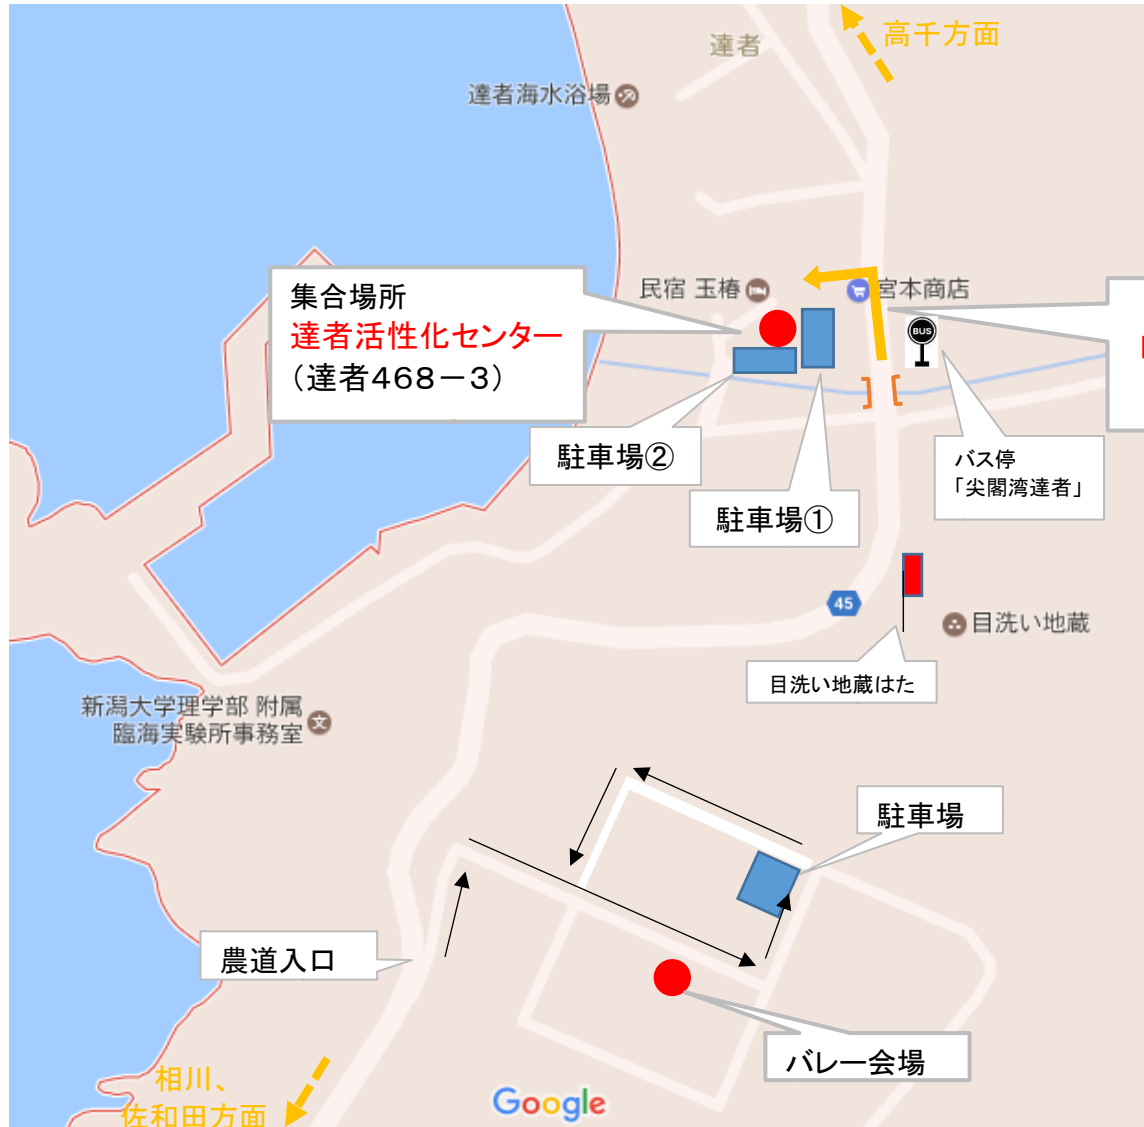 高千方面
達者
達者海水浴場
集合場所
達者活性化センター
(達者468－3)
民宿 玉椿
宮本商店
BUS
駐車場②
駐車場①
バス停
「尖閣湾達者」
45
目洗い地蔵
目洗い地蔵はた
新潟大学理学部 附属
臨海実験所事務室
文
駐車場
農道入口
バレー会場
相川、
佐和田方面
Google